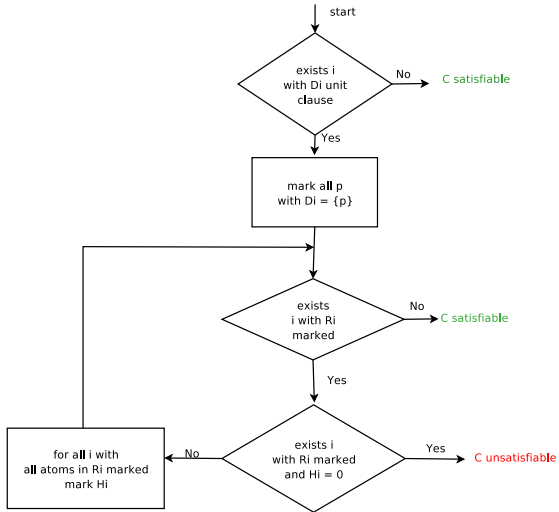 start
exists i
with Di unit
clause
No
C satisfiable
Yes
mark all p
with Di = {p}
exists
i with Ri
marked
No
C satisfiable
Yes
for all i with
all atoms in Ri marked
mark Hi
No
exists i
with Ri marked
and Hi = 0
Yes
C unsatisfiable